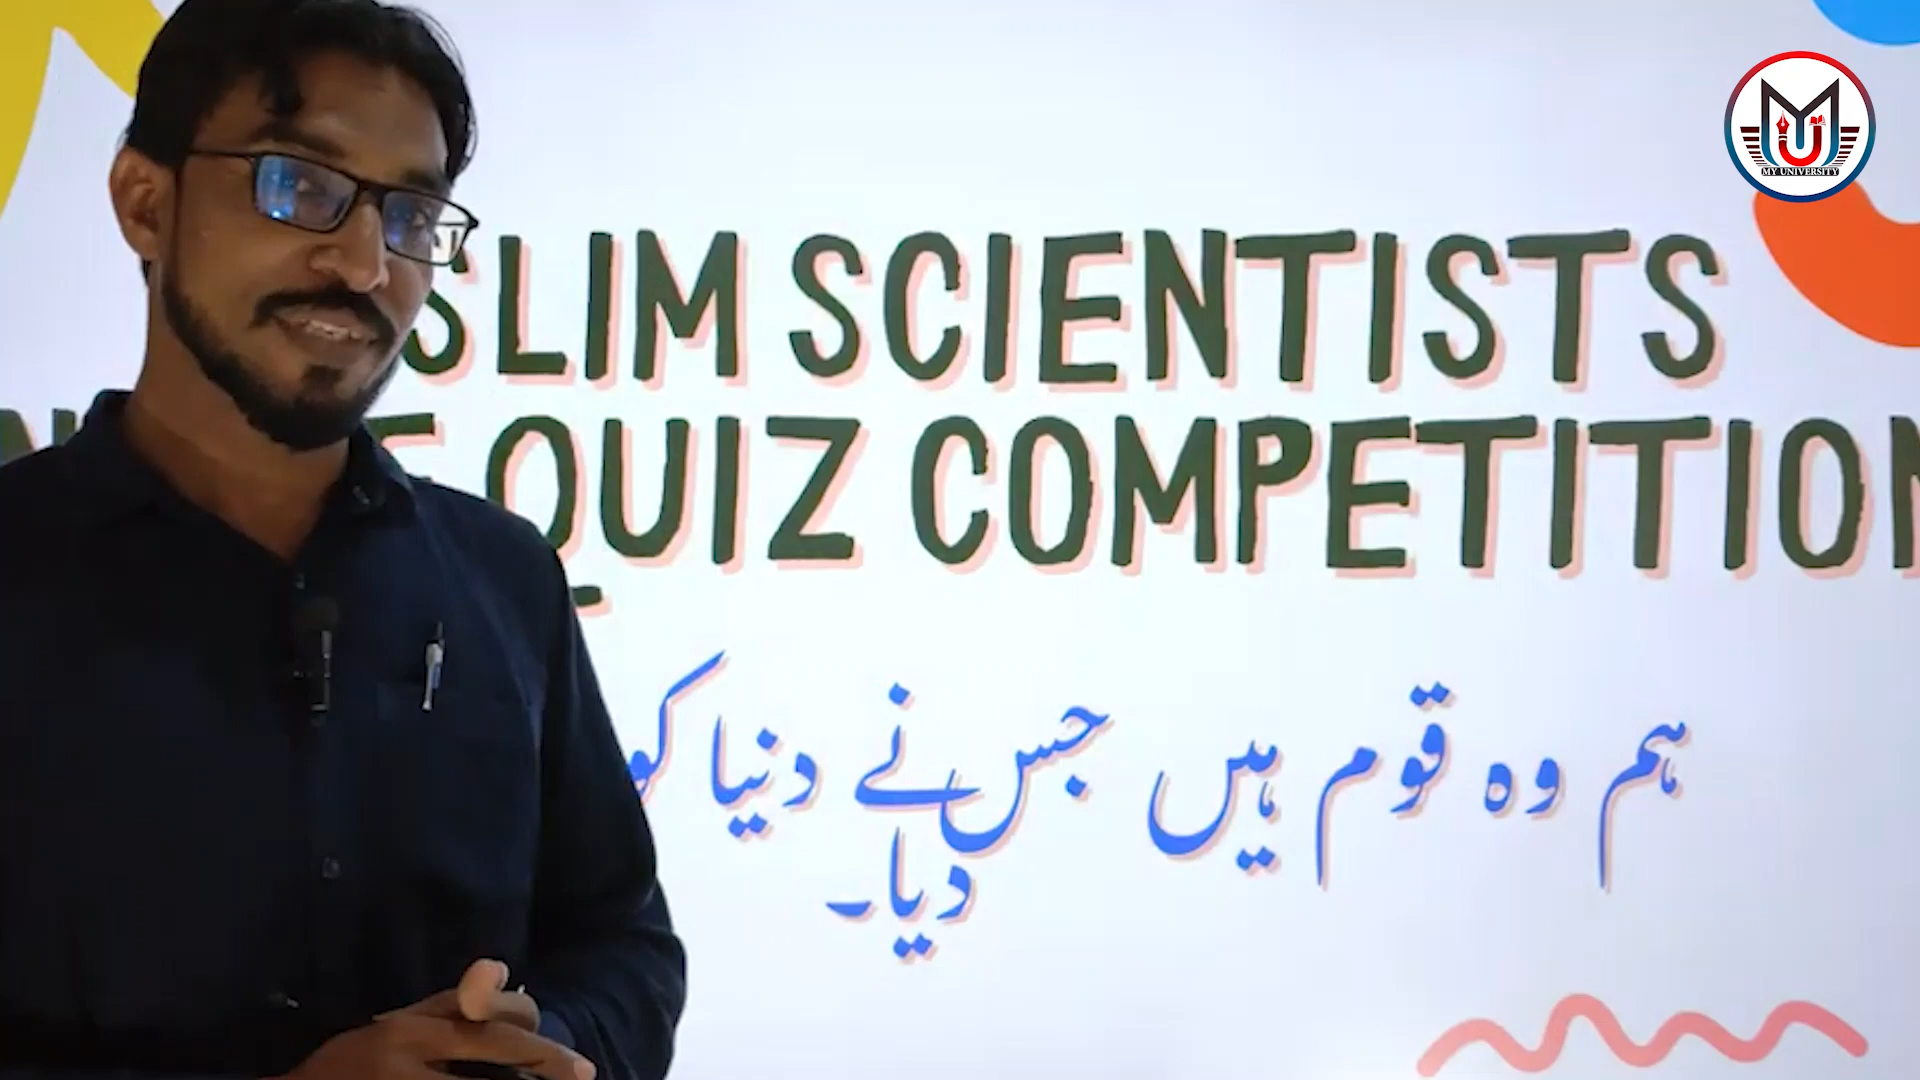 MY UNIVERSITY
SLIM SCIENTISTS
QUIZ COMPETITION
ہم وہ قوم ہیں جس نے دنیا کو
دیا۔